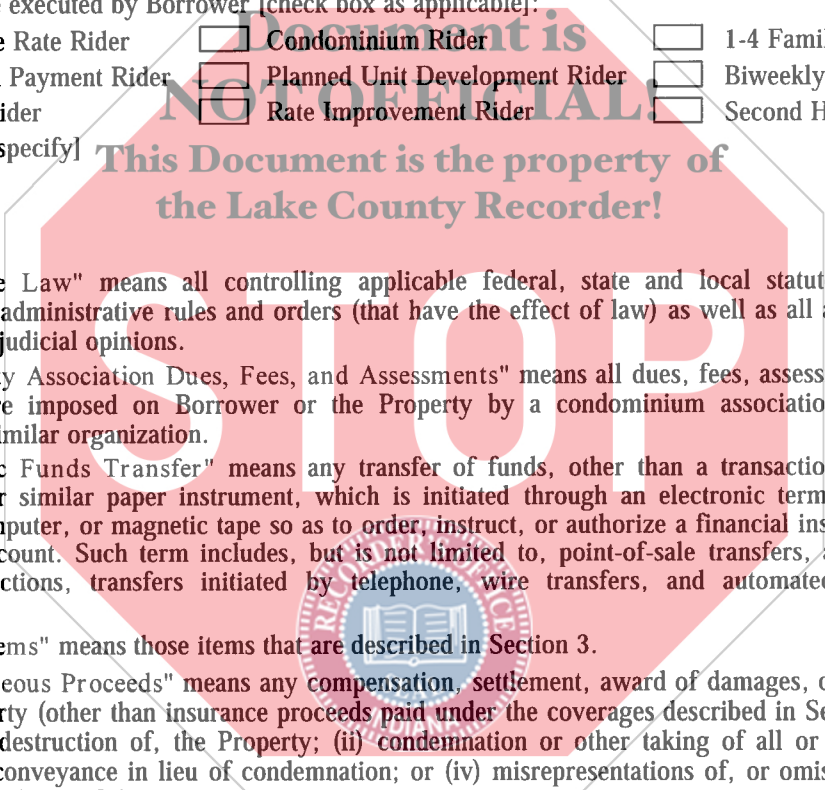 executed by Borrower [check box as applicable]:
Rate Rider Condominium Rider 1-4 Famil
Payment Rider Planned Unit Development Rider Biweekly
ider Rate Improvement Rider Second H
specify]
Document is
NOT OFFICIAL!
This Document is the property of
the Lake County Recorder!
e Law" means all controlling applicable federal, state and local statut
administrative rules and orders (that have the effect of law) as well as all a
judicial opinions.
y Association Dues, Fees, and Assessments" means all dues, fees, assess
re imposed on Borrower or the Property by a condominium associatio
imilar organization.
c Funds Transfer" means any transfer of funds, other than a transactio
r similar paper instrument, which is initiated through an electronic term
nputer, or magnetic tape so as to order, instruct, or authorize a financial ins
count. Such term includes, but is not limited to, point-of-sale transfers, a
ctions, transfers initiated by telephone, wire transfers, and automated
ems" means those items that are described in Section 3.
eous Proceeds" means any compensation, settlement, award of damages, o
rty (other than insurance proceeds paid under the coverages described in Se
destruction of, the Property; (ii) condemnation or other taking of all or
conveyance in lieu of condemnation; or (iv) misrepresentations of, or omis
STOP
RECORDER'S OFFICE
SEAL
INDIANA